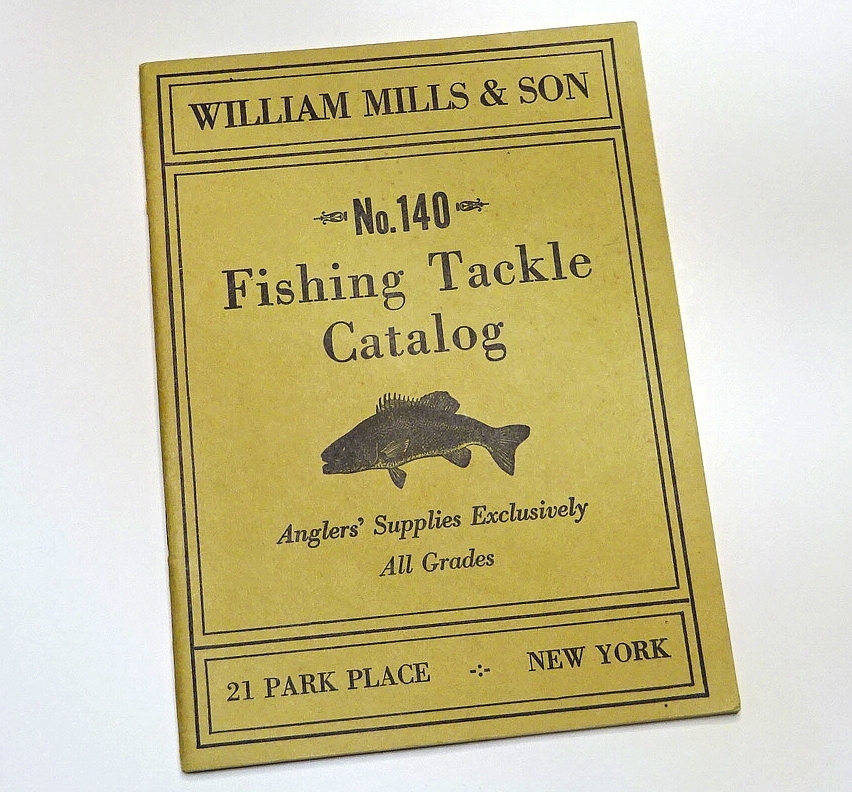 WILLIAM MILLS & SON
No. 140
Fishing Tackle
Catalog
Anglers' Supplies Exclusively
All Grades
21 PARK PLACE -:- NEW YORK